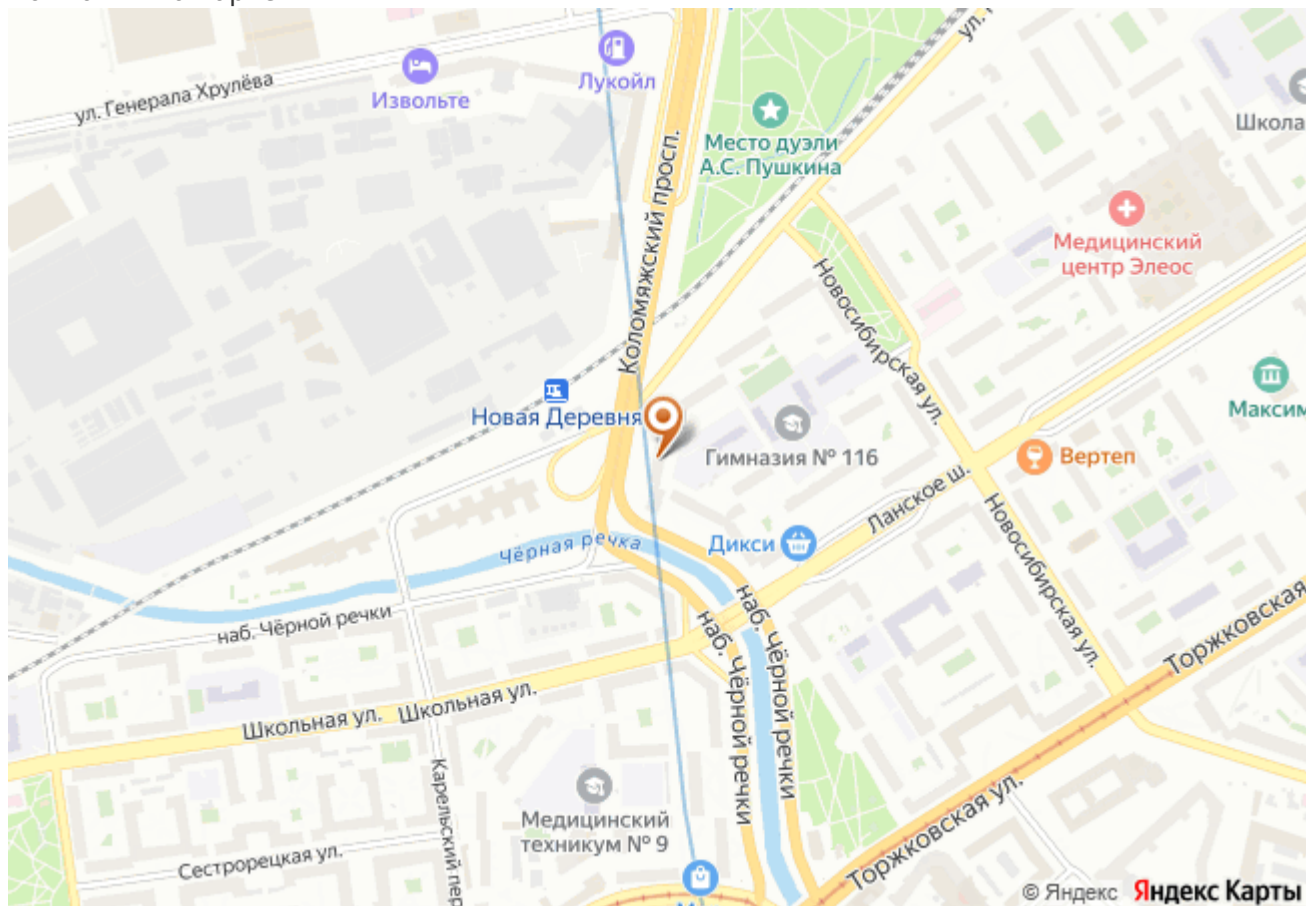 ул. Генерала Хрулёва
Извольте
Лукойл
Коломяжский просп.
Место дуэли
А.С. Пушкина
ул.
Школа
Медицинский
центр Элеос
Новосибирская ул.
Новая Деревня
Гимназия № 116
Максим
Вертеп
Ланское ш.
Чёрная речка
Дикси
Новосибирская ул.
наб. Чёрной речки
наб. Чёрной речки
наб. Чёрной речки
Торжковская
Школьная ул.
Школьная ул.
Карельский пер
Медицинский
техникум № 9
Сестрорецкая ул.
Торжковская ул.
© Яндекс Яндекс Карты